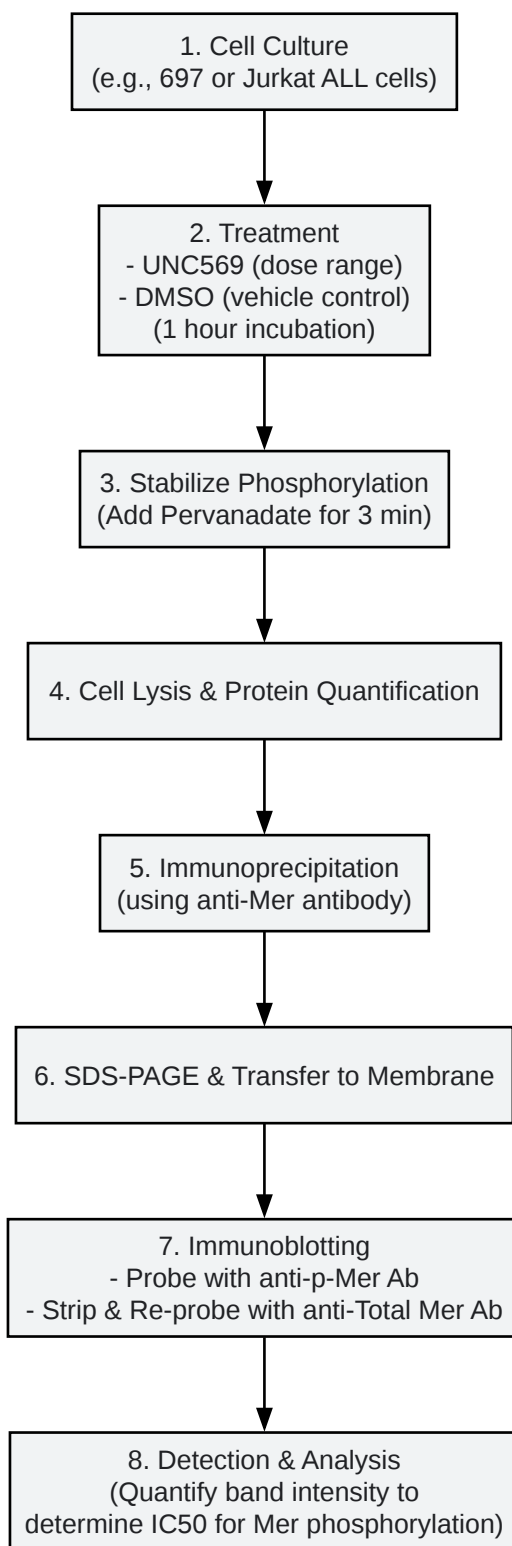 1. Cell Culture
(e.g., 697 or Jurkat ALL cells)
2. Treatment
- UNC569 (dose range)
- DMSO (vehicle control)
(1 hour incubation)
3. Stabilize Phosphorylation
(Add Pervanadate for 3 min)
4. Cell Lysis & Protein Quantification
5. Immunoprecipitation
(using anti-Mer antibody)
6. SDS-PAGE & Transfer to Membrane
7. Immunoblotting
- Probe with anti-p-Mer Ab
- Strip & Re-probe with anti-Total Mer Ab
8. Detection & Analysis
(Quantify band intensity to
determine IC50 for Mer phosphorylation)